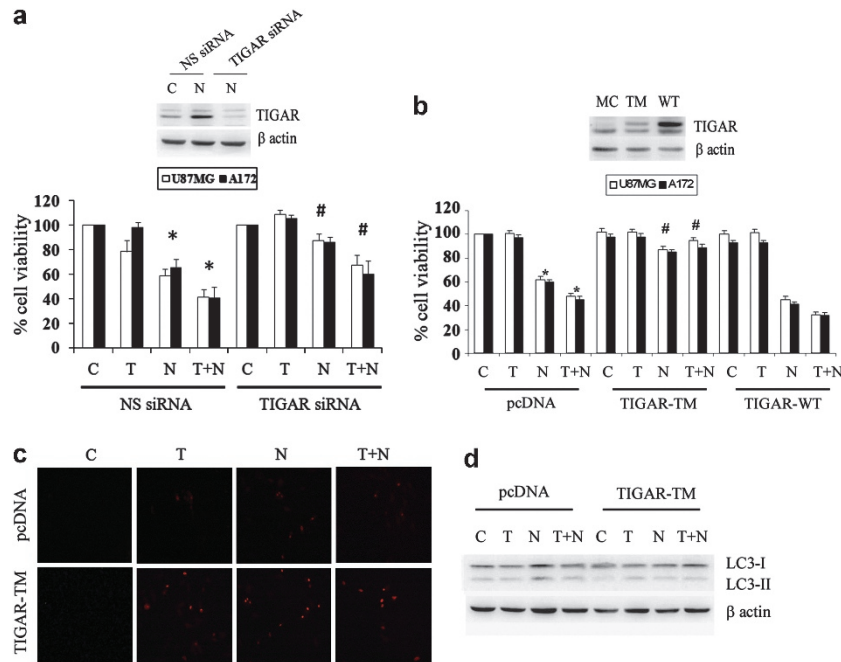 a
NS siRNA
TIGAR siRNA
C N N
TIGAR
β actin
U87MG A172
% cell viability
120
100
80
60
40
20
0
* * # #
C T N T+N C T N T+N
NS siRNA TIGAR siRNA
b
MC TM WT
TIGAR
β actin
U87MG A172
% cell viability
120
100
80
60
40
20
0
* * # #
C T N T+N C T N T+N C T N T+N
pcDNA TIGAR-TM TIGAR-WT
c
C T N T+N
pcDNA
TIGAR-TM
d
pcDNA TIGAR-TM
C T N T+N C T N T+N
LC3-I
LC3-II
β actin